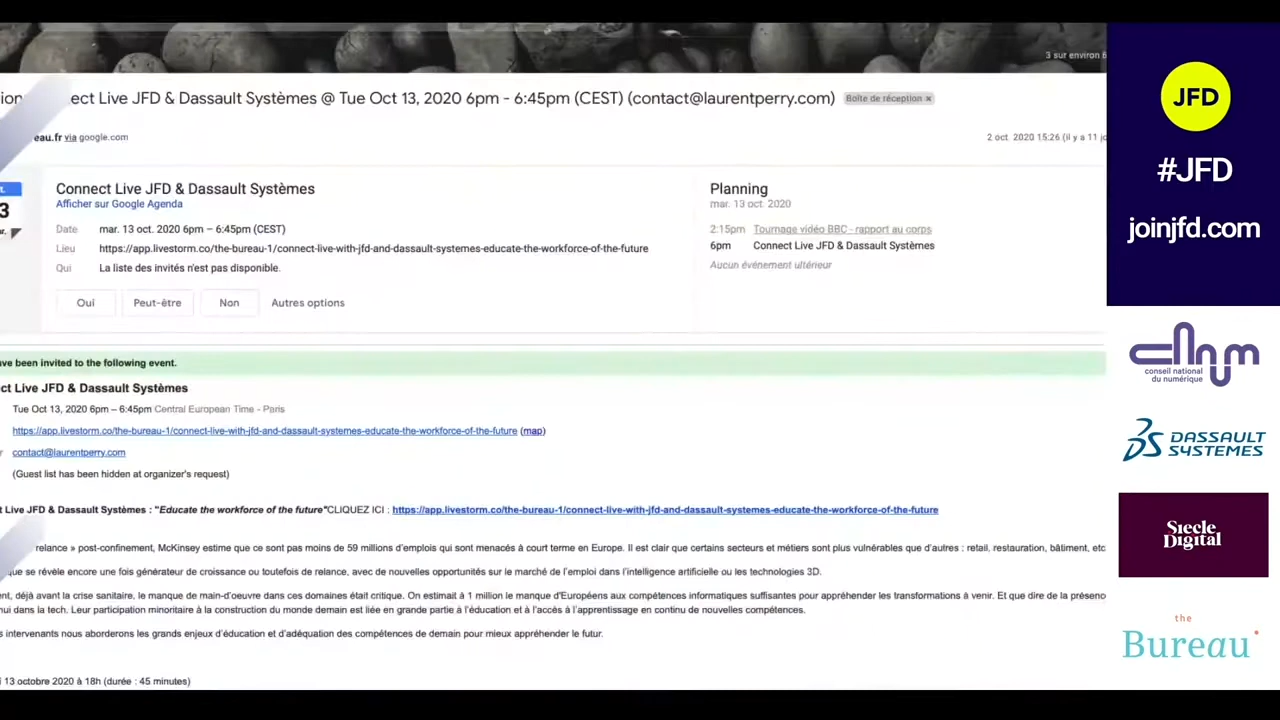 3 sur environ 6
ect Live JFD & Dassault Systèmes @ Tue Oct 13, 2020 6pm - 6:45pm (CEST) (contact@laurentperry.com) Boîte de réception ×
eau.fr via google.com
2 oct. 2020 15:26 (il y a 11 jo
Connect Live JFD & Dassault Systèmes
Afficher sur Google Agenda
Date mar. 13 oct. 2020 6pm – 6:45pm (CEST)
Lieu https://app.livestorm.co/the-bureau-1/connect-live-with-jfd-and-dassault-systemes-educate-the-workforce-of-the-future
Qui La liste des invités n'est pas disponible.
Oui Peut-être Non Autres options
Planning
mar. 13 oct. 2020
2:15pm Tournage vidéo BBC - rapport au corps
6pm Connect Live JFD & Dassault Systèmes
Aucun événement ultérieur
ve been invited to the following event.
ct Live JFD & Dassault Systèmes
Tue Oct 13, 2020 6pm – 6:45pm Central European Time - Paris
https://app.livestorm.co/the-bureau-1/connect-live-with-jfd-and-dassault-systemes-educate-the-workforce-of-the-future (map)
contact@laurentperry.com
(Guest list has been hidden at organizer's request)
t Live JFD & Dassault Systèmes : "Educate the workforce of the future"CLIQUEZ ICI : https://app.livestorm.co/the-bureau-1/connect-live-with-jfd-and-dassault-systemes-educate-the-workforce-of-the-future
relance » post-confinement, McKinsey estime que ce sont pas moins de 59 millions d'emplois qui sont menacés à court terme en Europe. Il est clair que certains secteurs et métiers sont plus vulnérables que d'autres : retail, restauration, bâtiment, etc
que se révèle encore une fois générateur de croissance ou toutefois de relance, avec de nouvelles opportunités sur le marché de l'emploi dans l'intelligence artificielle ou les technologies 3D.
ent, déjà avant la crise sanitaire, le manque de main-d'oeuvre dans ces domaines était critique. On estimait à 1 million le manque d'Européens aux compétences informatiques suffisantes pour appréhender les transformations à venir. Et que dire de la présenc
hui dans la tech. Leur participation minoritaire à la construction du monde demain est liée en grande partie à l'éducation et à l'accès à l'apprentissage en continu de nouvelles compétences.
s intervenants nous aborderons les grands enjeux d'éducation et d'adéquation des compétences de demain pour mieux appréhender le futur.
i 13 octobre 2020 à 18h (durée : 45 minutes)
JFD
#JFD
joinjfd.com
cnnum
conseil national
du numérique
DASSAULT
SYSTEMES
Siècle
Digital
the
Bureau